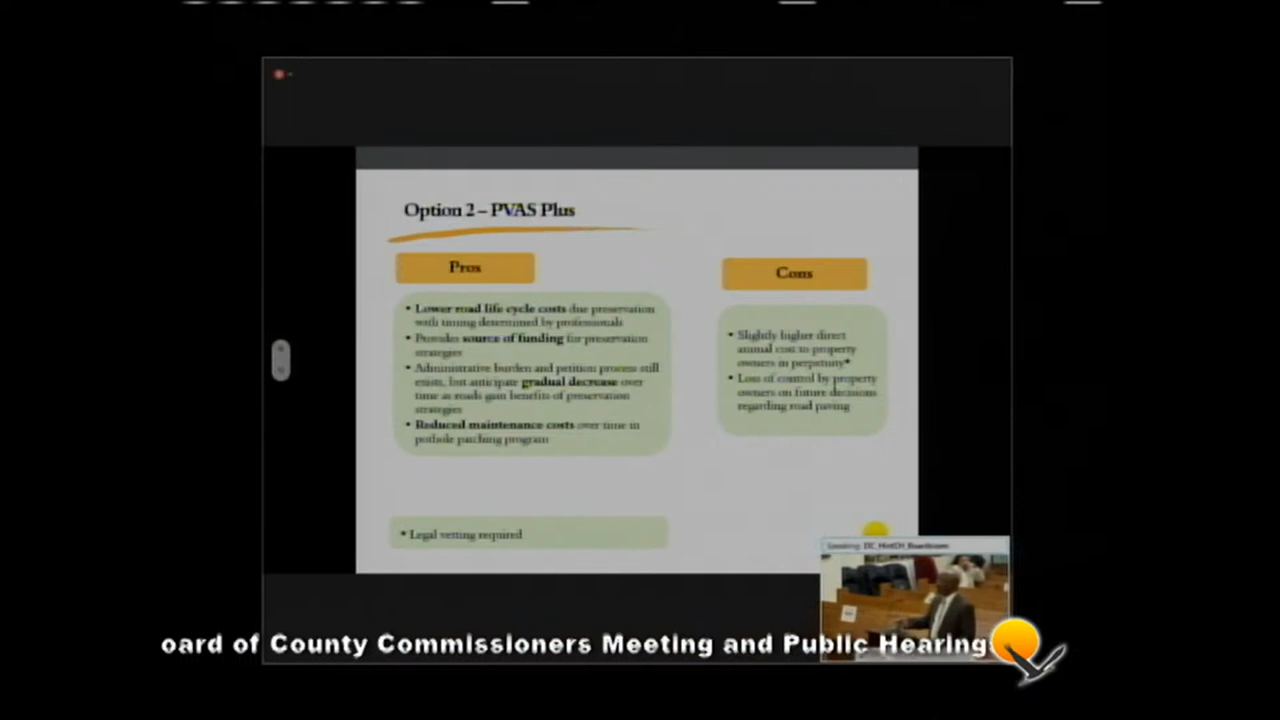 Option 2 – PVAS Plus
Pros
• Lower road life cycle costs due preservation
with timing determined by professionals
• Provides source of funding for preservation
strategies
• Administrative burden and petition process still
exists, but anticipate gradual decrease over
time as roads gain benefits of preservation
strategies
• Reduced maintenance costs over time in
pothole patching program
Cons
• Slightly higher direct
annual cost to property
owners in perpetuity*
• Loss of control by property
owners on future decisions
regarding road paving
* Legal vetting required
Speaking:
oard of County Commissioners Meeting and Public Hearing